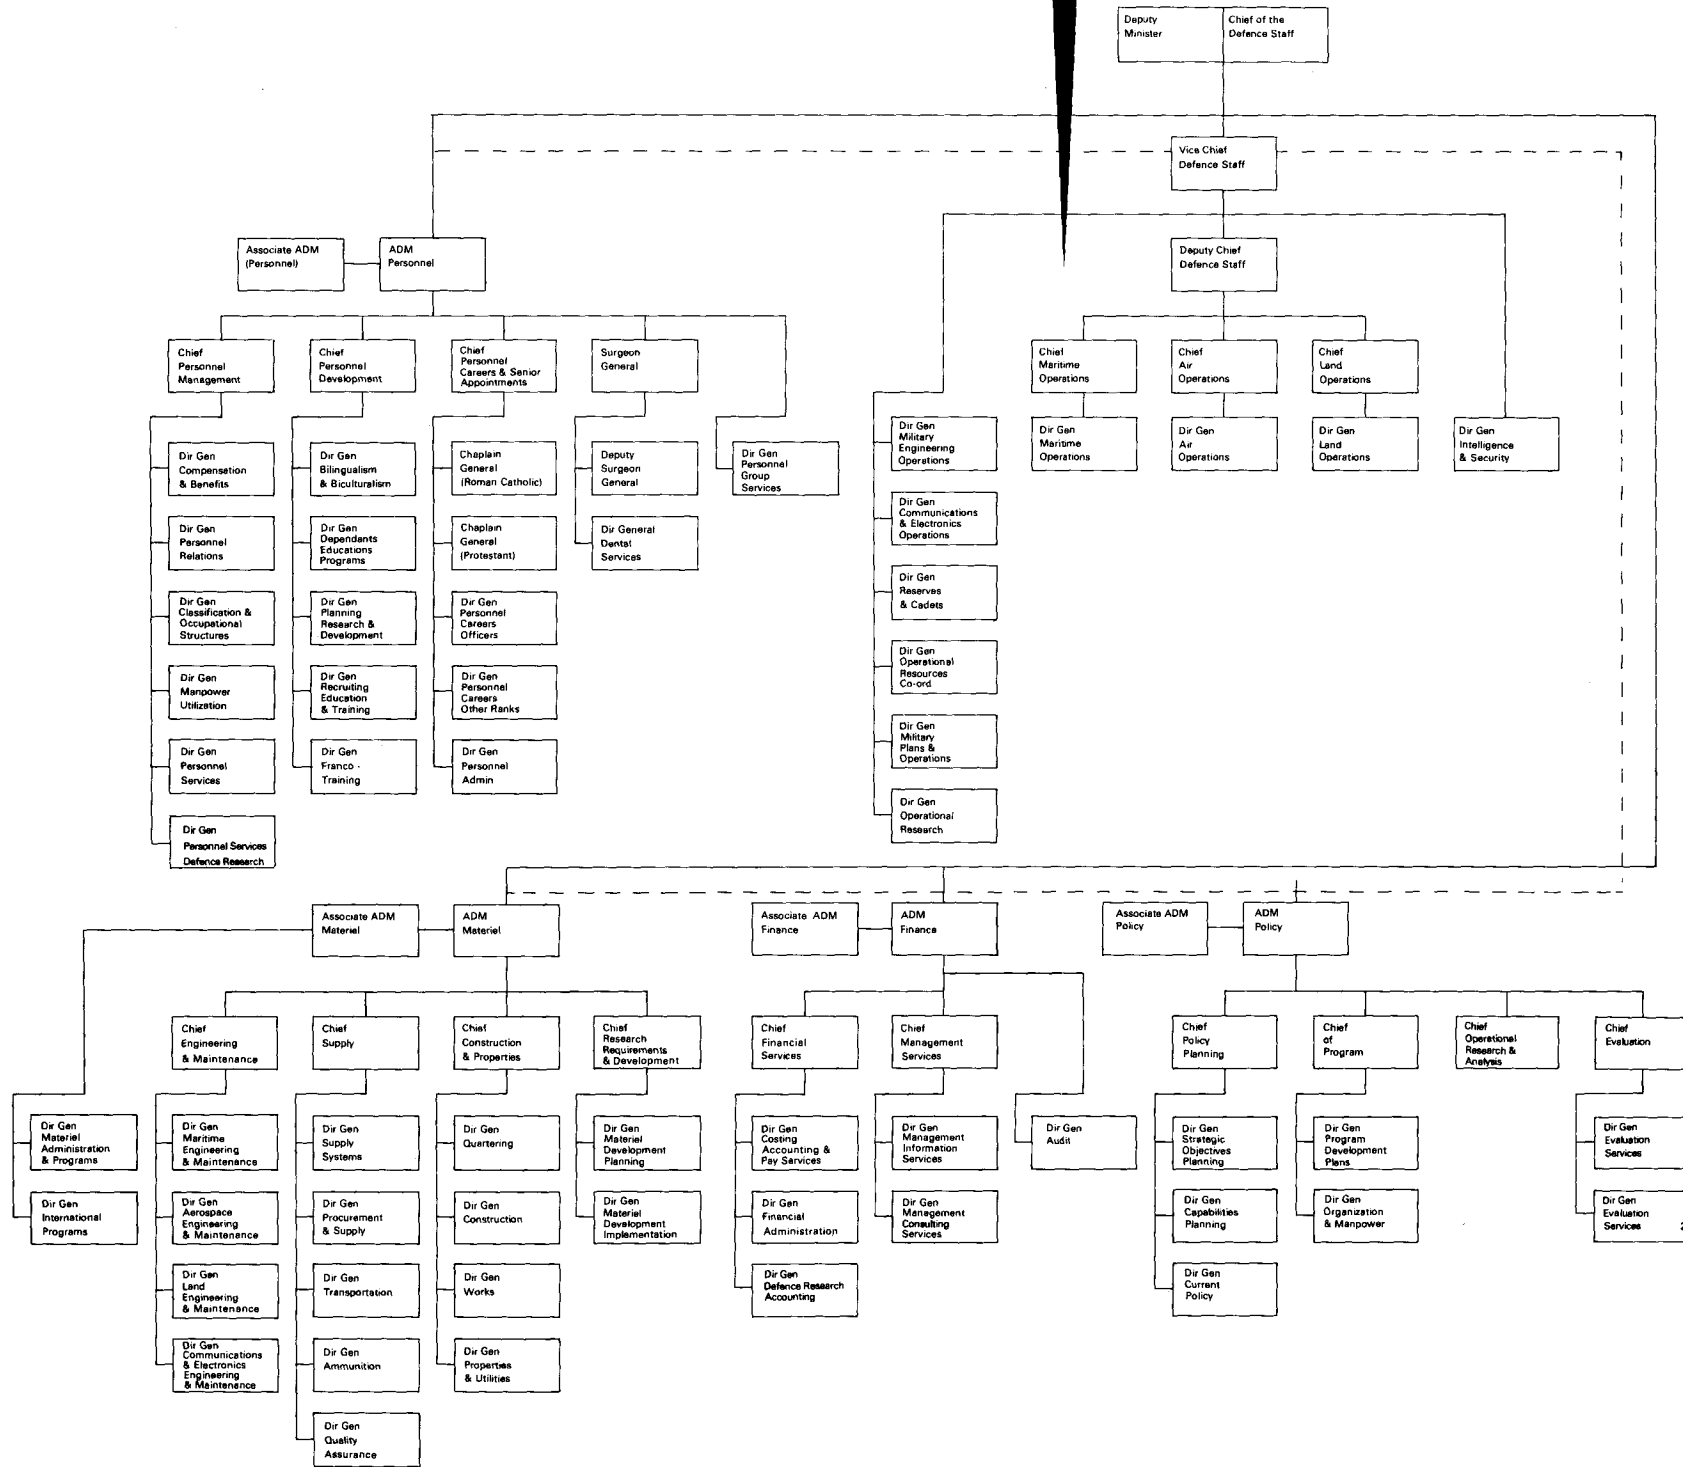 Deputy
Minister
Chief of the
Defence Staff
Vice Chief
Defence Staff
Associate ADM
(Personnel)
ADM
Personnel
Deputy Chief
Defence Staff
Chief
Personnel
Management
Chief
Personnel
Development
Chief
Personnel
Careers & Senior
Appointments
Surgeon
General
Chief
Maritime
Operations
Chief
Air
Operations
Chief
Land
Operations
Dir Gen
Compensation
& Benefits
Dir Gen
Personnel
Relations
Dir Gen
Classification &
Occupational
Structures
Dir Gen
Manpower
Utilization
Dir Gen
Personnel
Services
Dir Gen
Personnel Services
Defence Research
Dir Gen
Bilingualism
& Biculturalism
Dir Gen
Dependants
Educations
Programs
Dir Gen
Planning
Research &
Development
Dir Gen
Recruiting
Education
& Training
Dir Gen
Franco -
Training
Chaplain
General
(Roman Catholic)
Chaplain
General
(Protestant)
Dir Gen
Personnel
Careers
Officers
Dir Gen
Personnel
Careers
Other Ranks
Dir Gen
Personnel
Admin
Deputy
Surgeon
General
Dir General
Dental
Services
Dir Gen
Personnel
Group
Services
Dir Gen
Military
Engineering
Operations
Dir Gen
Communications
& Electronics
Operations
Dir Gen
Reserves
& Cadets
Dir Gen
Operational
Resources
Co-ord
Dir Gen
Military
Plans &
Operations
Dir Gen
Operational
Research
Dir Gen
Maritime
Operations
Dir Gen
Air
Operations
Dir Gen
Land
Operations
Dir Gen
Intelligence
& Security
Associate ADM
Materiel
ADM
Materiel
Associate ADM
Finance
ADM
Finance
Associate ADM
Policy
ADM
Policy
Chief
Engineering
& Maintenance
Chief
Supply
Chief
Construction
& Properties
Chief
Research
Requirements
& Development
Chief
Financial
Services
Chief
Management
Services
Chief
Policy
Planning
Chief
of
Program
Chief
Operational
Research &
Analysis
Chief
Evaluation
Dir Gen
Materiel
Administration
& Programs
Dir Gen
International
Programs
Dir Gen
Maritime
Engineering
& Maintenance
Dir Gen
Aerospace
Engineering
& Maintenance
Dir Gen
Land
Engineering
& Maintenance
Dir Gen
Communications
& Electronics
Engineering
& Maintenance
Dir Gen
Supply
Systems
Dir Gen
Procurement
& Supply
Dir Gen
Transportation
Dir Gen
Ammunition
Dir Gen
Quality
Assurance
Dir Gen
Quartering
Dir Gen
Construction
Dir Gen
Works
Dir Gen
Properties
& Utilities
Dir Gen
Materiel
Development
Planning
Dir Gen
Materiel
Development
Implementation
Dir Gen
Costing
Accounting &
Pay Services
Dir Gen
Financial
Administration
Dir Gen
Defence Research
Accounting
Dir Gen
Management
Information
Services
Dir Gen
Management
Consulting
Services
Dir Gen
Audit
Dir Gen
Strategic
Objectives
Planning
Dir Gen
Capabilities
Planning
Dir Gen
Current
Policy
Dir Gen
Program
Development
Plans
Dir Gen
Organization
& Manpower
Dir Gen
Evaluation
Services
Dir Gen
Evaluation
Services 2